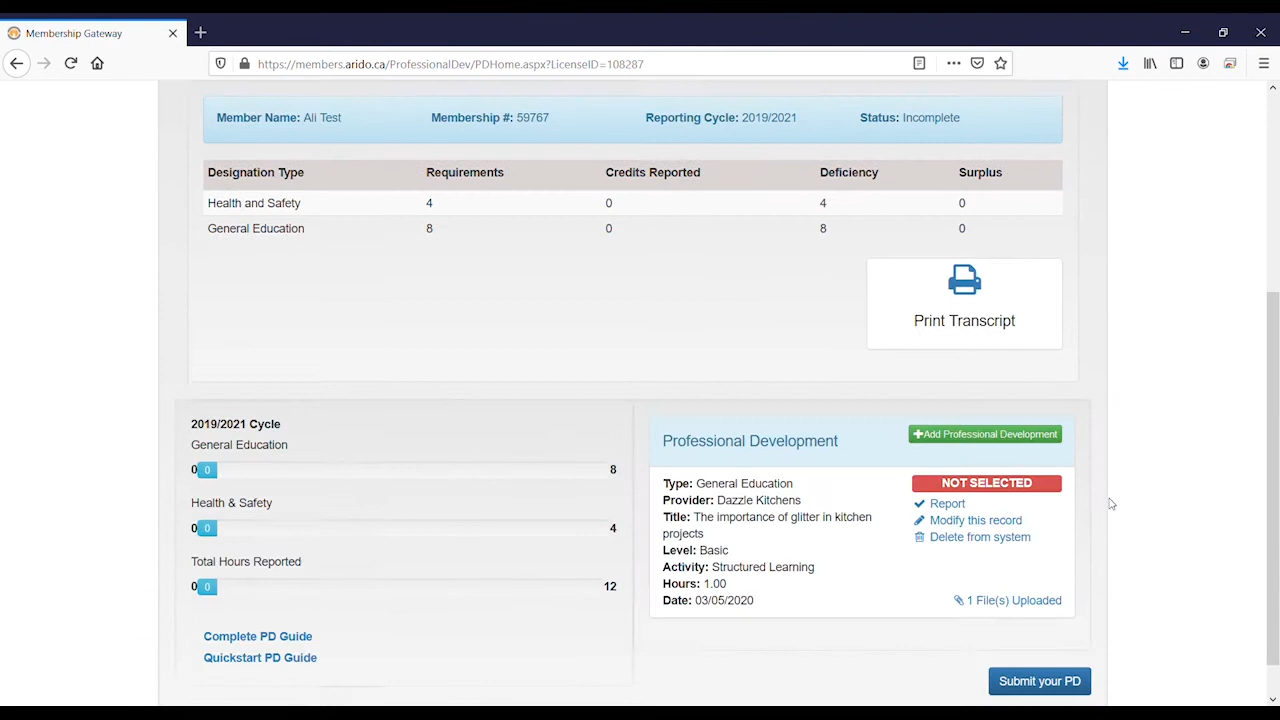 Membership Gateway
https://members.arido.ca/ProfessionalDev/PDHome.aspx?LicenseID=108287
Member Name: Ali Test Membership #: 59767 Reporting Cycle: 2019/2021 Status: Incomplete
Designation Type Requirements Credits Reported Deficiency Surplus
Health and Safety 4 0 4 0
General Education 8 0 8 0
Print Transcript
2019/2021 Cycle
General Education
0 0 8
Health & Safety
0 0 4
Total Hours Reported
0 0 12
Complete PD Guide
Quickstart PD Guide
Professional Development
Add Professional Development
Type: General Education
Provider: Dazzle Kitchens
Title: The importance of glitter in kitchen
projects
Level: Basic
Activity: Structured Learning
Hours: 1.00
Date: 03/05/2020
NOT SELECTED
Report
Modify this record
Delete from system
1 File(s) Uploaded
Submit your PD